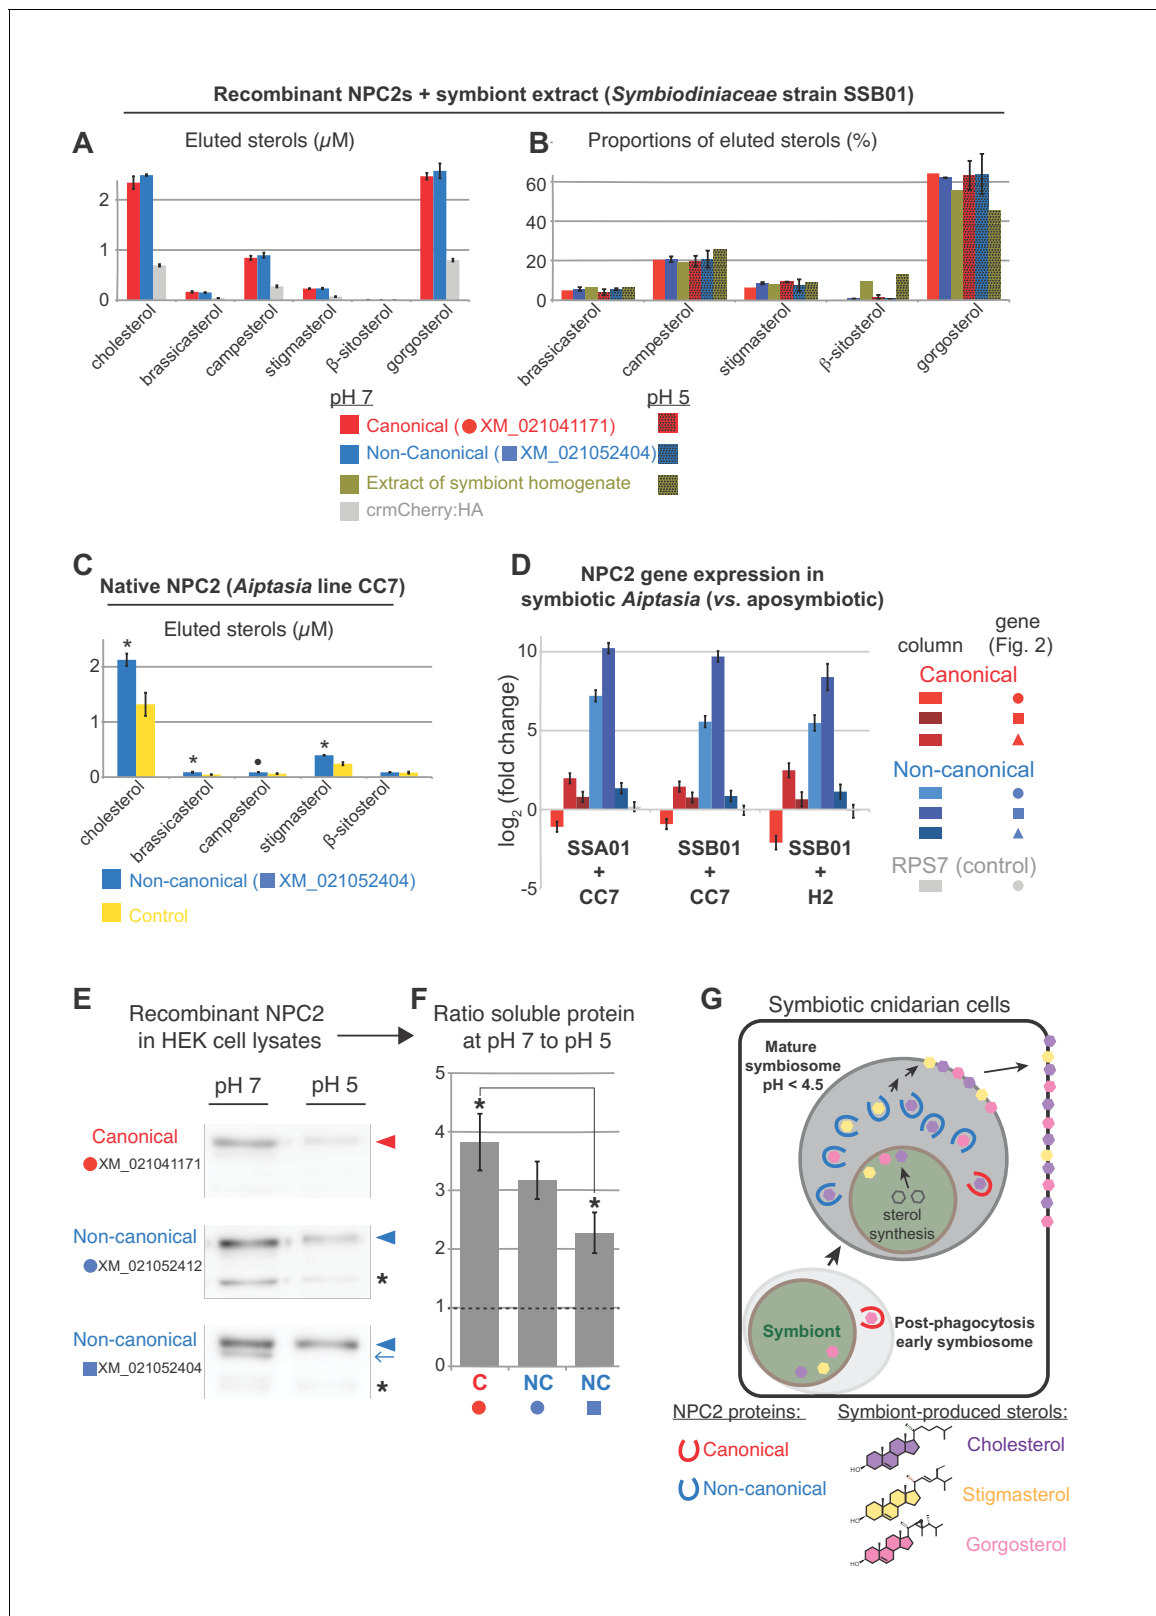 Recombinant NPC2s + symbiont extract (Symbiodiniaceae strain SSB01)
A
Eluted sterols (µM)
2
1
0
cholesterol
brassicasterol
campesterol
stigmasterol
β-sitosterol
gorgosterol
B
Proportions of eluted sterols (%)
60
40
20
0
brassicasterol
campesterol
stigmasterol
β-sitosterol
gorgosterol
pH 7
pH 5
Canonical (XM_021041171)
Non-Canonical (XM_021052404)
Extract of symbiont homogenate
crmCherry:HA
C
Native NPC2 (Aiptasia line CC7)
Eluted sterols (µM)
2
1
0
*
*
•
*
cholesterol
brassicasterol
campesterol
stigmasterol
β-sitosterol
Non-canonical (XM_021052404)
Control
D
NPC2 gene expression in
symbiotic Aiptasia (vs. aposymbiotic)
log2 (fold change)
10
5
0
-5
SSA01
+
CC7
SSB01
+
CC7
SSB01
+
H2
column
gene
(Fig. 2)
Canonical
Non-canonical
RPS7 (control)
E
Recombinant NPC2
in HEK cell lysates
pH 7
pH 5
Canonical
XM_021041171
Non-canonical
XM_021052412
*
Non-canonical
XM_021052404
*
F
Ratio soluble protein
at pH 7 to pH 5
5
4
3
2
1
0
*
*
C
NC
NC
G
Symbiotic cnidarian cells
Mature
symbiosome
pH < 4.5
sterol
synthesis
Symbiont
Post-phagocytosis
early symbiosome
NPC2 proteins:
Canonical
Non-canonical
Symbiont-produced sterols:
HO
Cholesterol
HO
Stigmasterol
HO
Gorgosterol